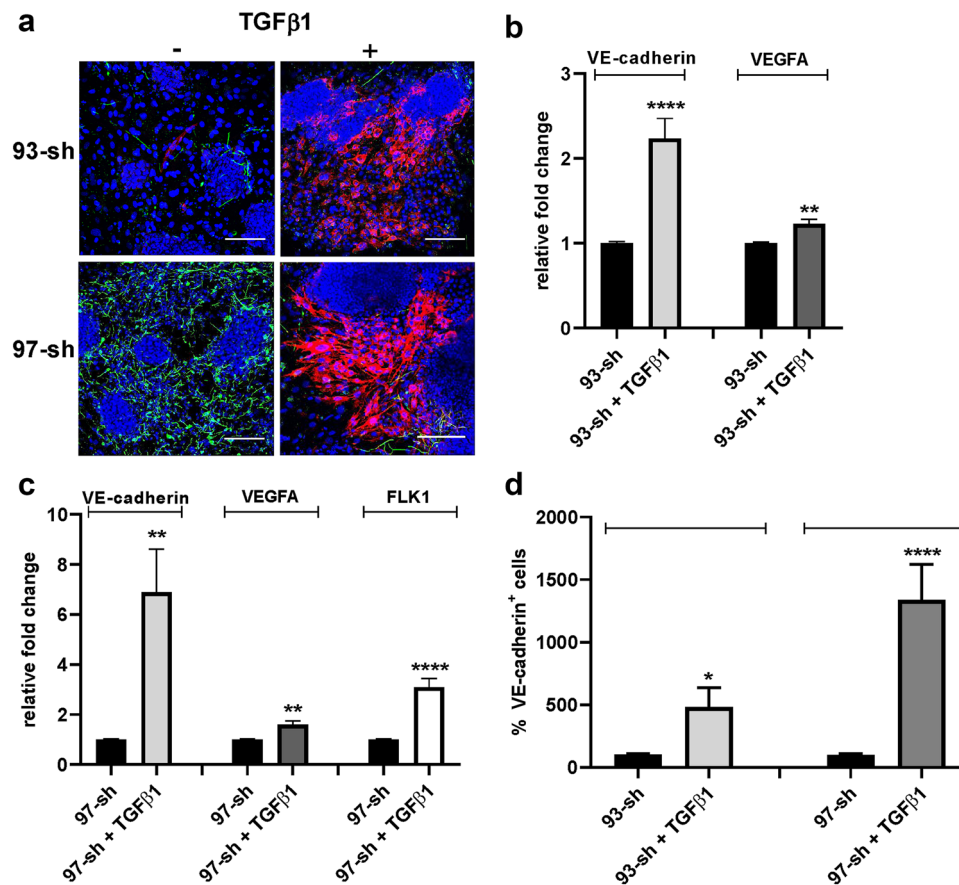 a
TGFβ1
- +
93-sh
97-sh
b
VE-cadherin VEGFA
relative fold change
3
2
1
0
****
**
93-sh
93-sh + TGFβ1
93-sh
93-sh + TGFβ1
c
VE-cadherin VEGFA FLK1
relative fold change
10
8
6
4
2
0
**
**
****
97-sh
97-sh + TGFβ1
97-sh
97-sh + TGFβ1
97-sh
97-sh + TGFβ1
d
% VE-cadherin⁺ cells
2000
1500
1000
500
0
*
****
93-sh
93-sh + TGFβ1
97-sh
97-sh + TGFβ1